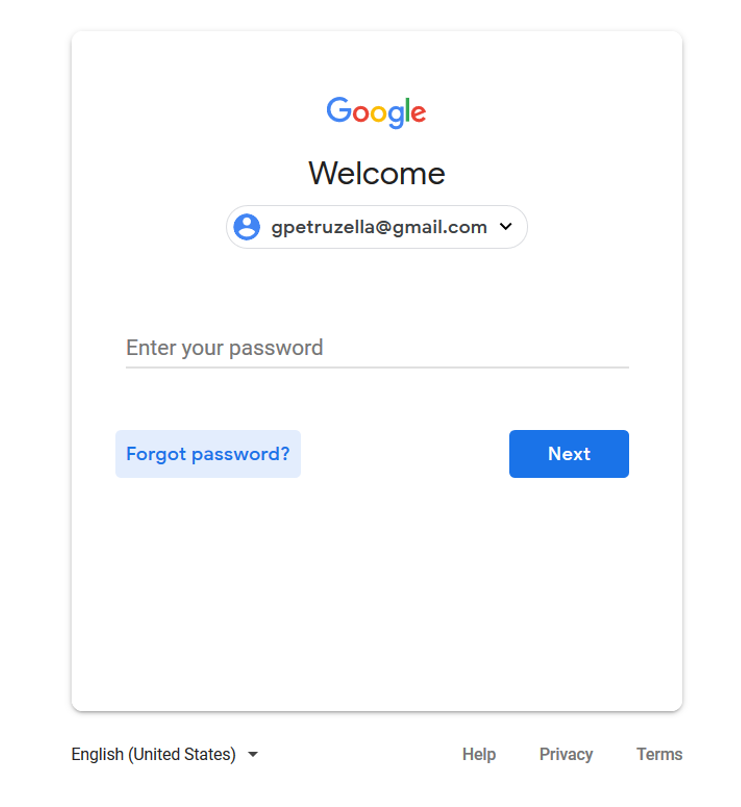 Google
Welcome
gpetruzella@gmail.com
Enter your password
Forgot password? Next
English (United States) Help Privacy Terms